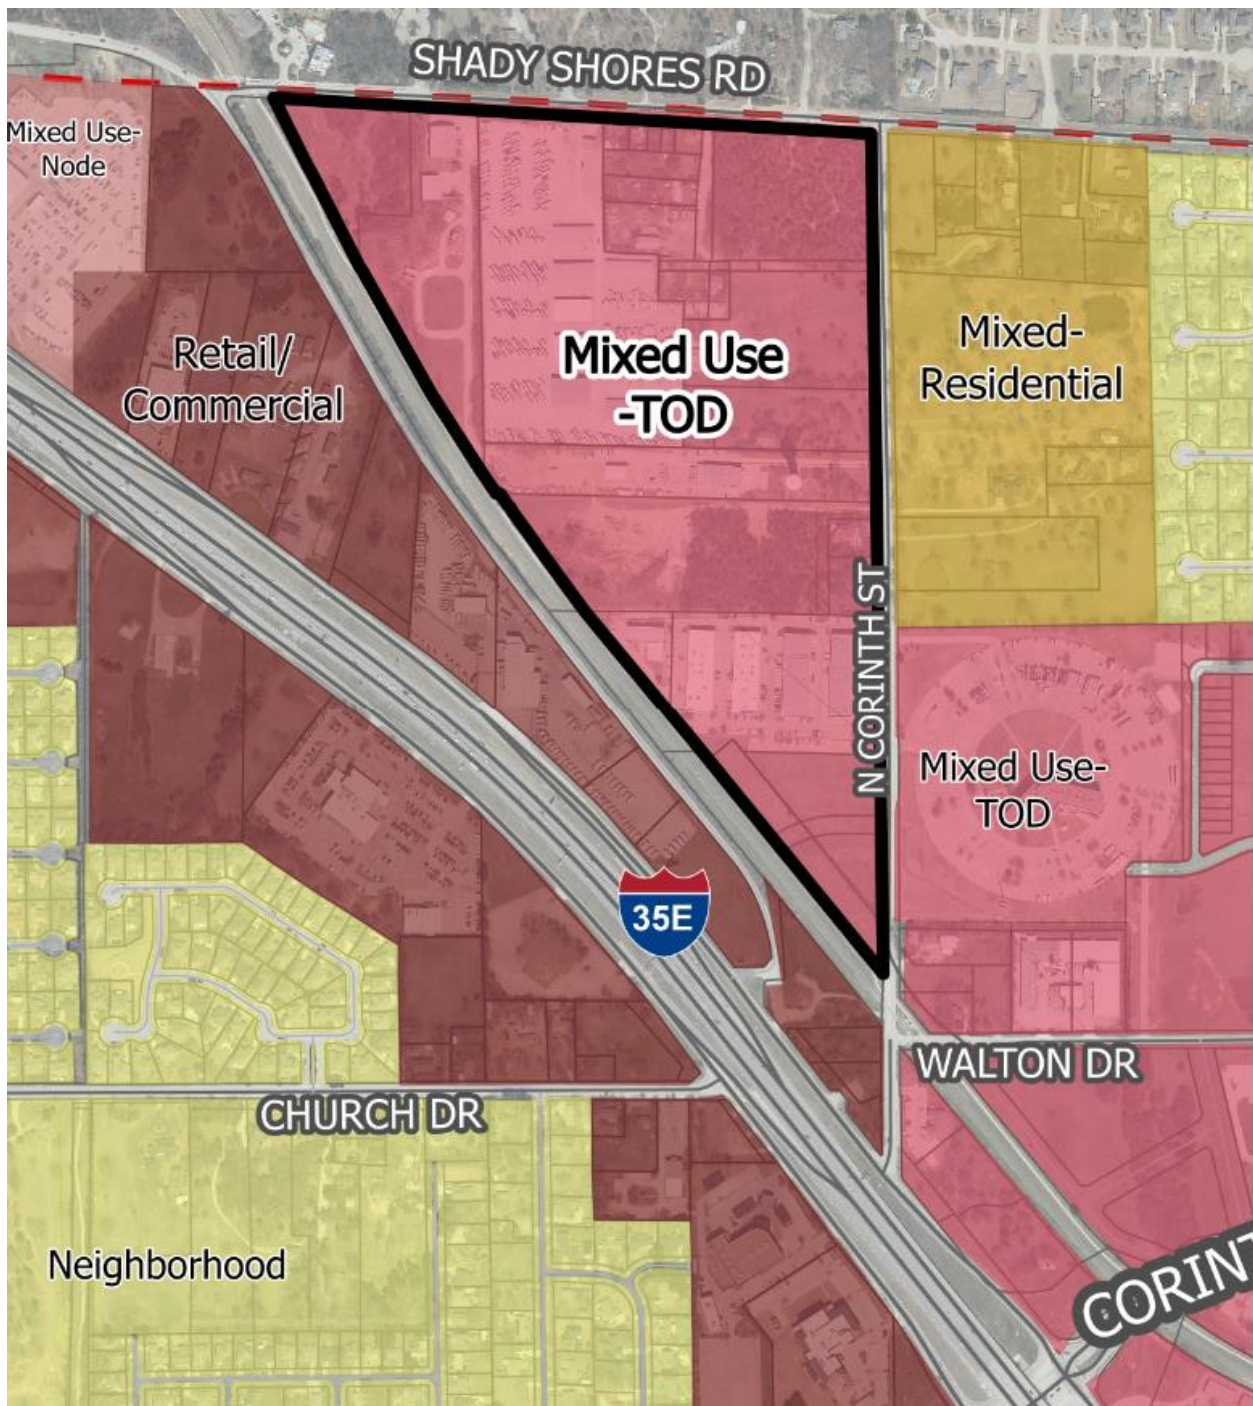 SHADY SHORES RD
Mixed Use-
Node
Retail/
Commercial
Mixed Use
-TOD
Mixed-
Residential
N CORINTH ST
Mixed Use-
TOD
35E
WALTON DR
CHURCH DR
Neighborhood
CORINT